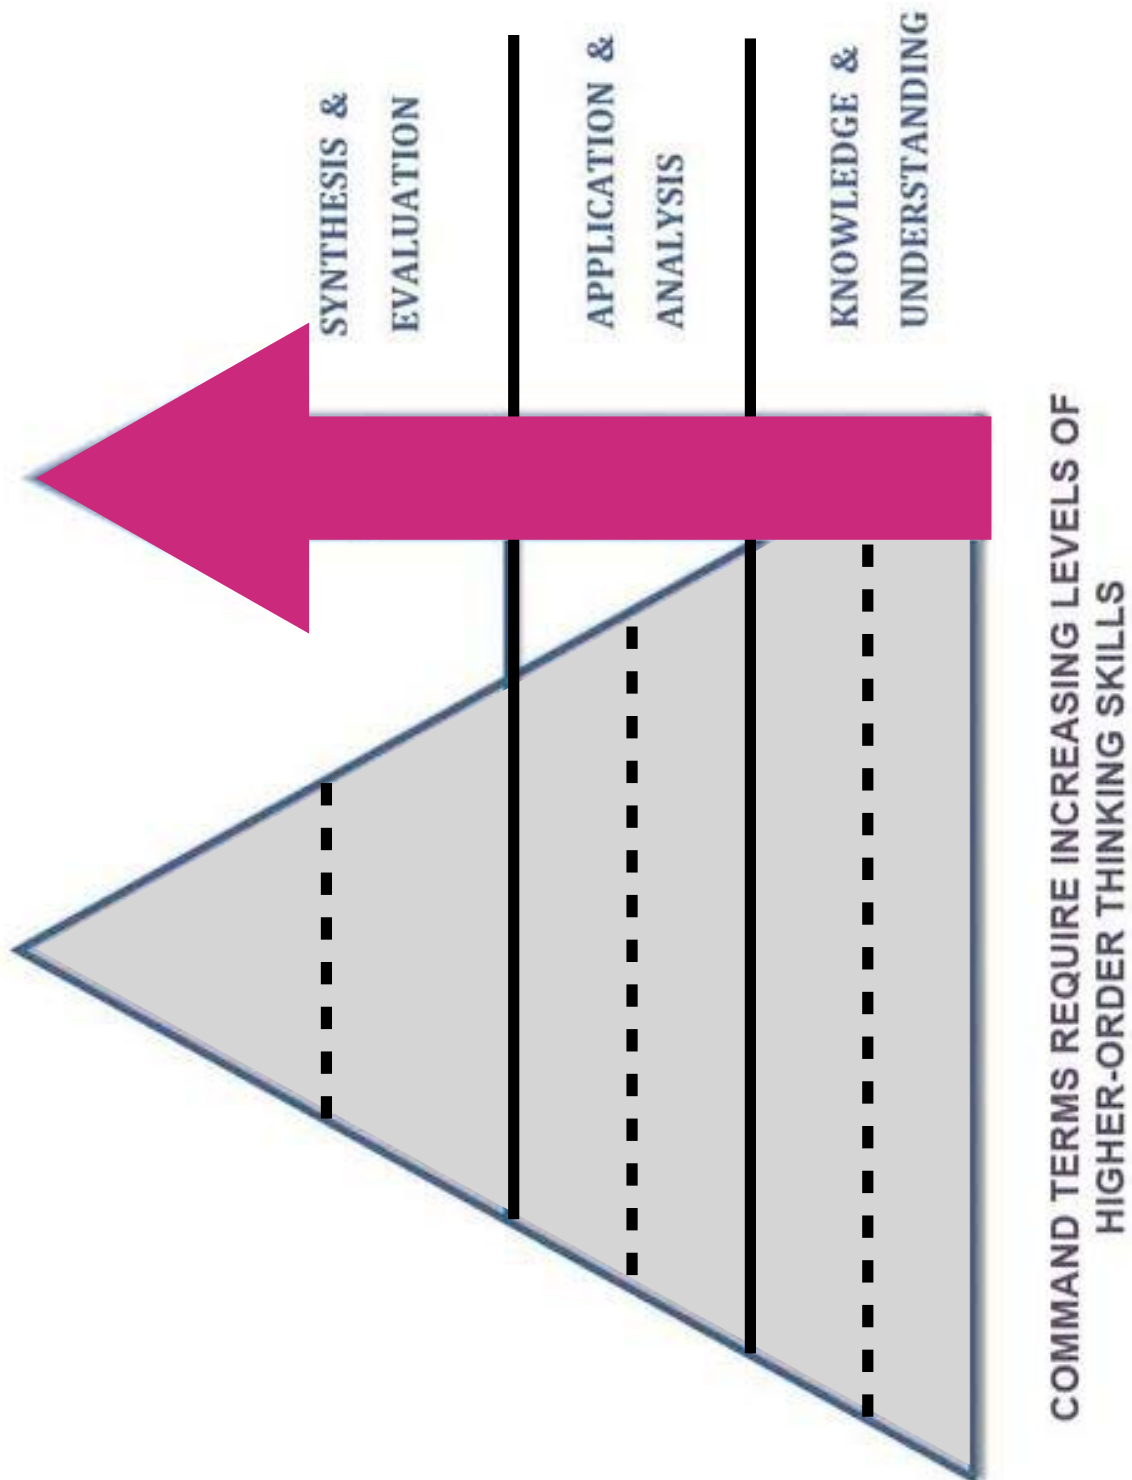 SYNTHESIS &
EVALUATION
APPLICATION &
ANALYSIS
KNOWLEDGE &
UNDERSTANDING
COMMAND TERMS REQUIRE INCREASING LEVELS OF
HIGHER-ORDER THINKING SKILLS